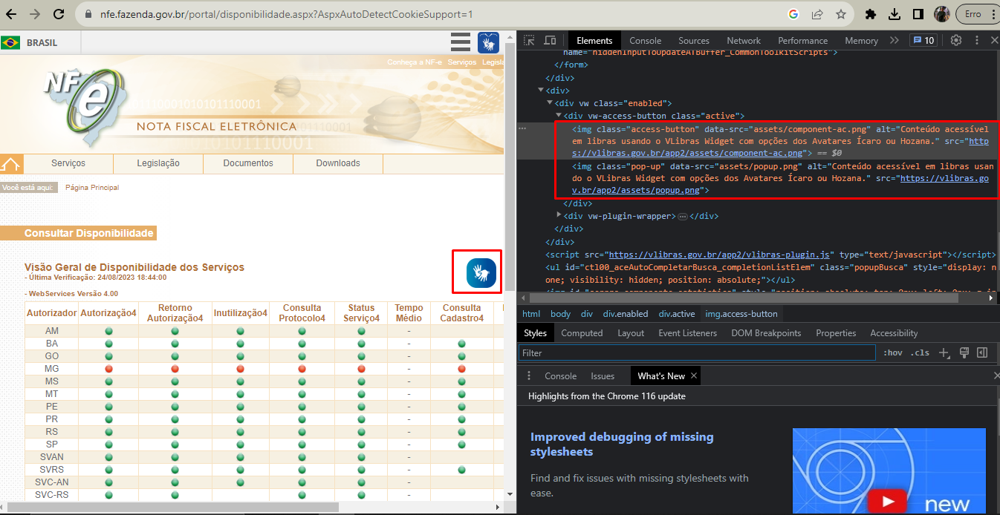 nfe.fazenda.gov.br/portal/disponibilidade.aspx?AspxAutoDetectCookieSupport=1
Erro
BRASIL
Conheça a NF-e Serviços Legisla
NFe
11000101010111000
NOTA FISCAL ELETRÔNICA
Serviços Legislação Documentos Downloads
Você está aqui: Página Principal
Consultar Disponibilidade
Visão Geral de Disponibilidade dos Serviços
- Última Verificação: 24/08/2023 18:44:00
- WebServices Versão 4.00
Autorizador Autorização4 Retorno Autorização4 Inutilização4 Consulta Protocolo4 Status Serviço4 Tempo Médio Consulta Cadastro4
AM -
BA -
GO -
MG -
MS -
MT -
PE -
PR -
RS -
SP -
SVAN -
SVRS -
SVC-AN -
SVC-RS -
Elements Console Sources Network Performance Memory 10
name="hiddenInputToUpdateATBuffer_CommonToolkitScripts">
</form>
</div>
<div>
<div vw class="enabled">
<div vw-access-button class="active">
<img class="access-button" data-src="assets/component-ac.png" alt="Conteúdo acessível
em libras usando o VLibras Widget com opções dos Avatares Ícaro ou Hozana." src="http
s://vlibras.gov.br/app2/assets/component-ac.png"> == $0
<img class="pop-up" data-src="assets/popup.png" alt="Conteúdo acessível em libras usan
do o VLibras Widget com opções dos Avatares Ícaro ou Hozana." src="https://vlibras.go
v.br/app2/assets/popup.png">
</div>
<div vw-plugin-wrapper>…</div>
</div>
</div>
<script src="https://vlibras.gov.br/app2/vlibras-plugin.js" type="text/javascript"></script>
<ul id="ctl00_aceAutoCompletarBusca_completionListElem" class="popupBusca" style="display: n
one; visibility: hidden; position: absolute;"></ul>
html body div div.enabled div.active img.access-button
Styles Computed Layout Event Listeners DOM Breakpoints Properties Accessibility
Filter :hov .cls
Console Issues What's New
Highlights from the Chrome 116 update
Improved debugging of missing
stylesheets
Find and fix issues with missing stylesheets with
ease.
new